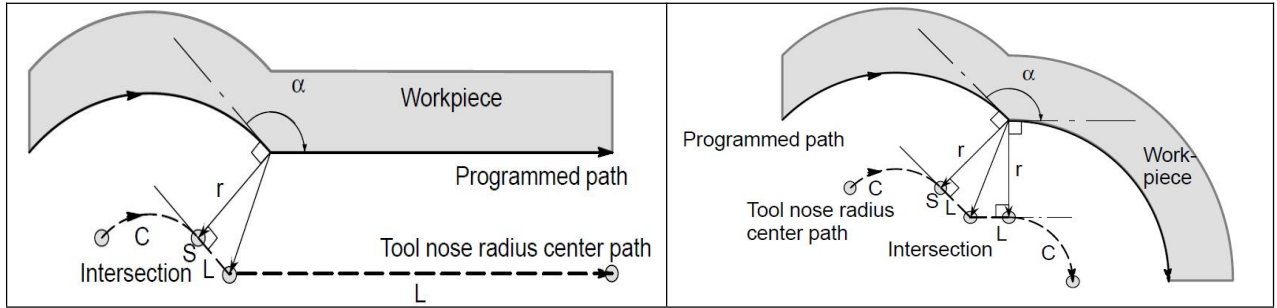 α
Workpiece
Programmed path
r
C
S
L
Intersection
Tool nose radius center path
L
α
Programmed path
Work-
piece
r
r
C
S
L
Tool nose radius
center path
L
Intersection
C